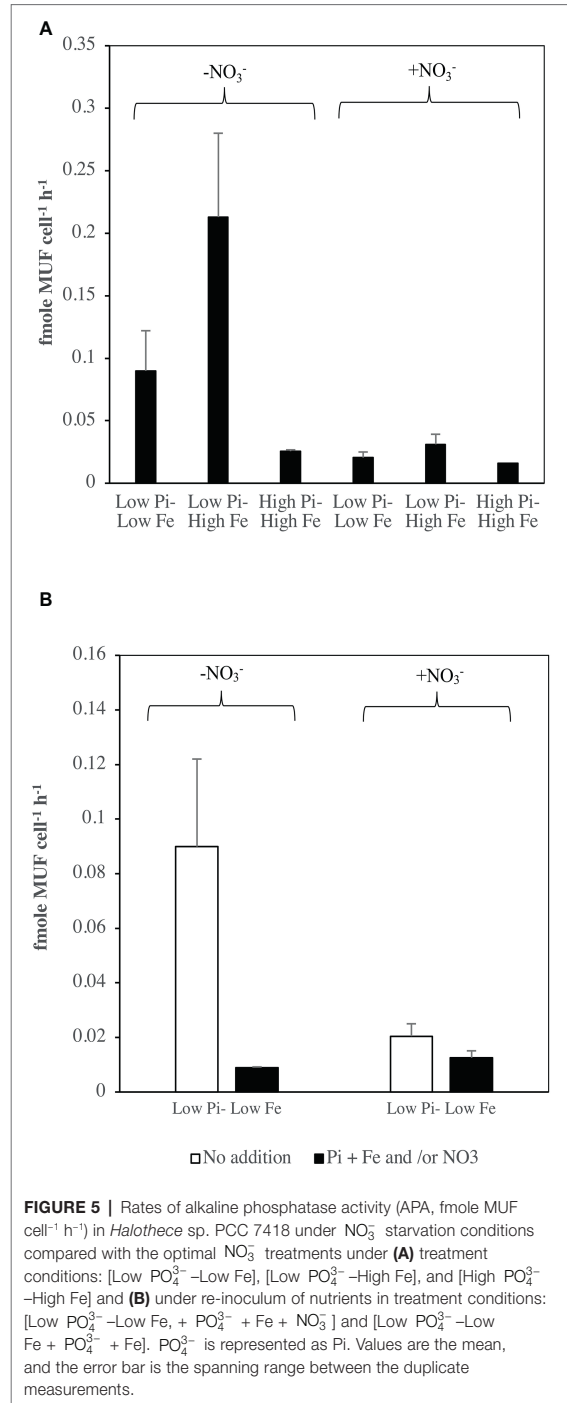 A
-NO₃⁻ +NO₃⁻
0.35
0.3
0.25
0.2
0.15
0.1
0.05
0
fmole MUF cell⁻¹ h⁻¹
Low Pi- Low Pi- High Pi- Low Pi- Low Pi- High Pi-
Low Fe High Fe High Fe Low Fe High Fe High Fe
B
-NO₃⁻ +NO₃⁻
0.16
0.14
0.12
0.1
0.08
0.06
0.04
0.02
0
fmole MUF cell⁻¹ h⁻¹
Low Pi- Low Fe Low Pi- Low Fe
No addition Pi + Fe and /or NO3
FIGURE 5 | Rates of alkaline phosphatase activity (APA, fmole MUF
cell⁻¹ h⁻¹) in Halothece sp. PCC 7418 under NO₃⁻ starvation conditions
compared with the optimal NO₃⁻ treatments under (A) treatment
conditions: [Low PO₄³⁻ –Low Fe], [Low PO₄³⁻ –High Fe], and [High PO₄³⁻
–High Fe] and (B) under re-inoculum of nutrients in treatment conditions:
[Low PO₄³⁻ –Low Fe, + PO₄³⁻ + Fe + NO₃⁻ ] and [Low PO₄³⁻ –Low
Fe + PO₄³⁻ + Fe]. PO₄³⁻ is represented as Pi. Values are the mean,
and the error bar is the spanning range between the duplicate
measurements.